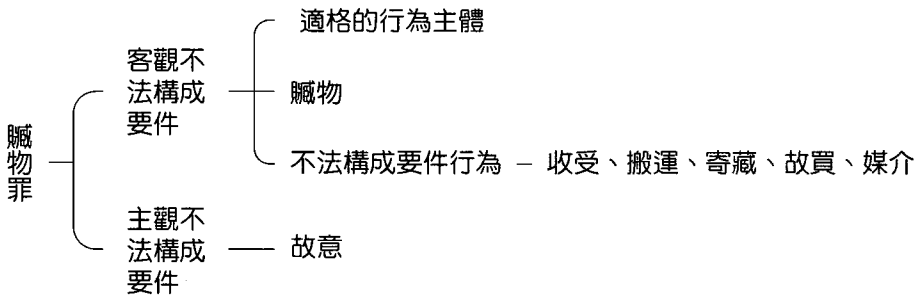 贓物罪
客觀不
法構成
要件
適格的行為主體
贓物
不法構成要件行為 － 收受、搬運、寄藏、故買、媒介
主觀不
法構成
要件
故意